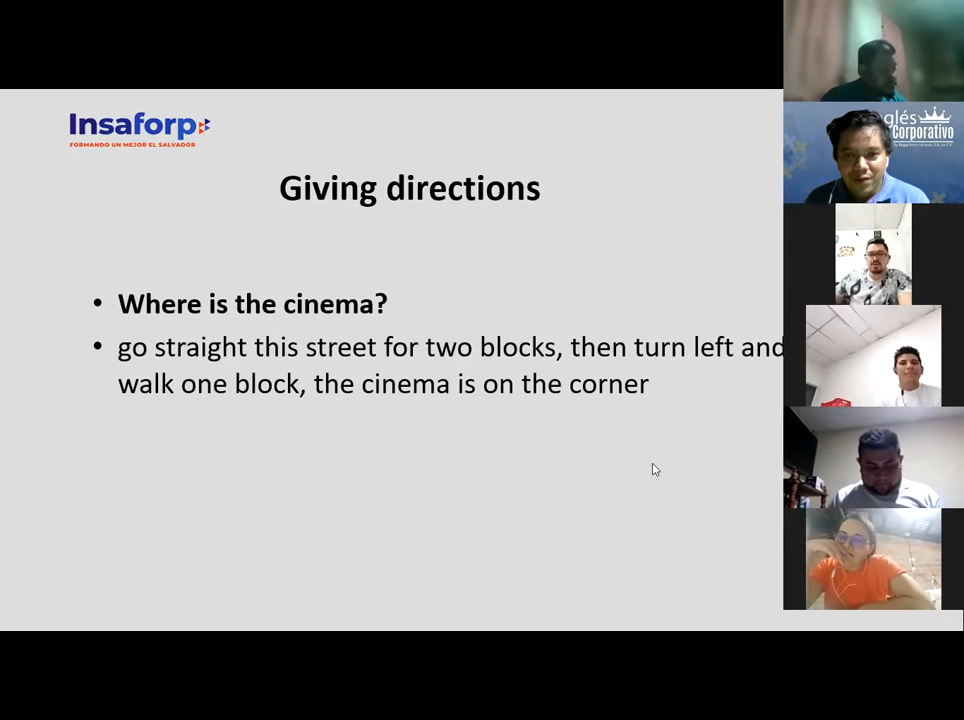 Insaforp
FORMANDO UN MEJOR EL SALVADOR
Giving directions
• Where is the cinema?
• go straight this street for two blocks, then turn left and
walk one block, the cinema is on the corner
glés
Corporativo